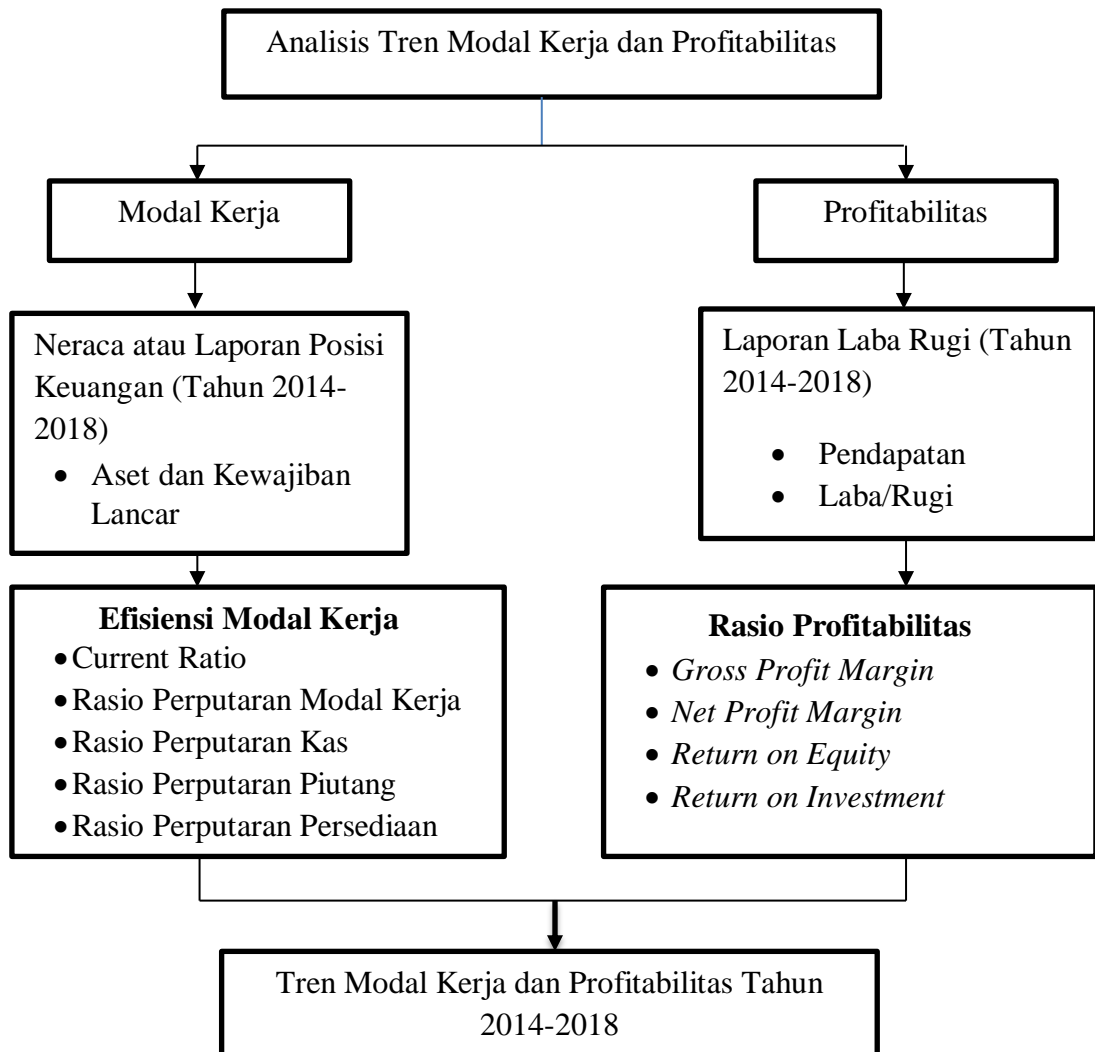 Analisis Tren Modal Kerja dan Profitabilitas
Modal Kerja
Profitabilitas
Neraca atau Laporan Posisi
Keuangan (Tahun 2014-
2018)
• Aset dan Kewajiban
Lancar
Laporan Laba Rugi (Tahun
2014-2018)
• Pendapatan
• Laba/Rugi
Efisiensi Modal Kerja
• Current Ratio
• Rasio Perputaran Modal Kerja
• Rasio Perputaran Kas
• Rasio Perputaran Piutang
• Rasio Perputaran Persediaan
Rasio Profitabilitas
• Gross Profit Margin
• Net Profit Margin
• Return on Equity
• Return on Investment
Tren Modal Kerja dan Profitabilitas Tahun
2014-2018